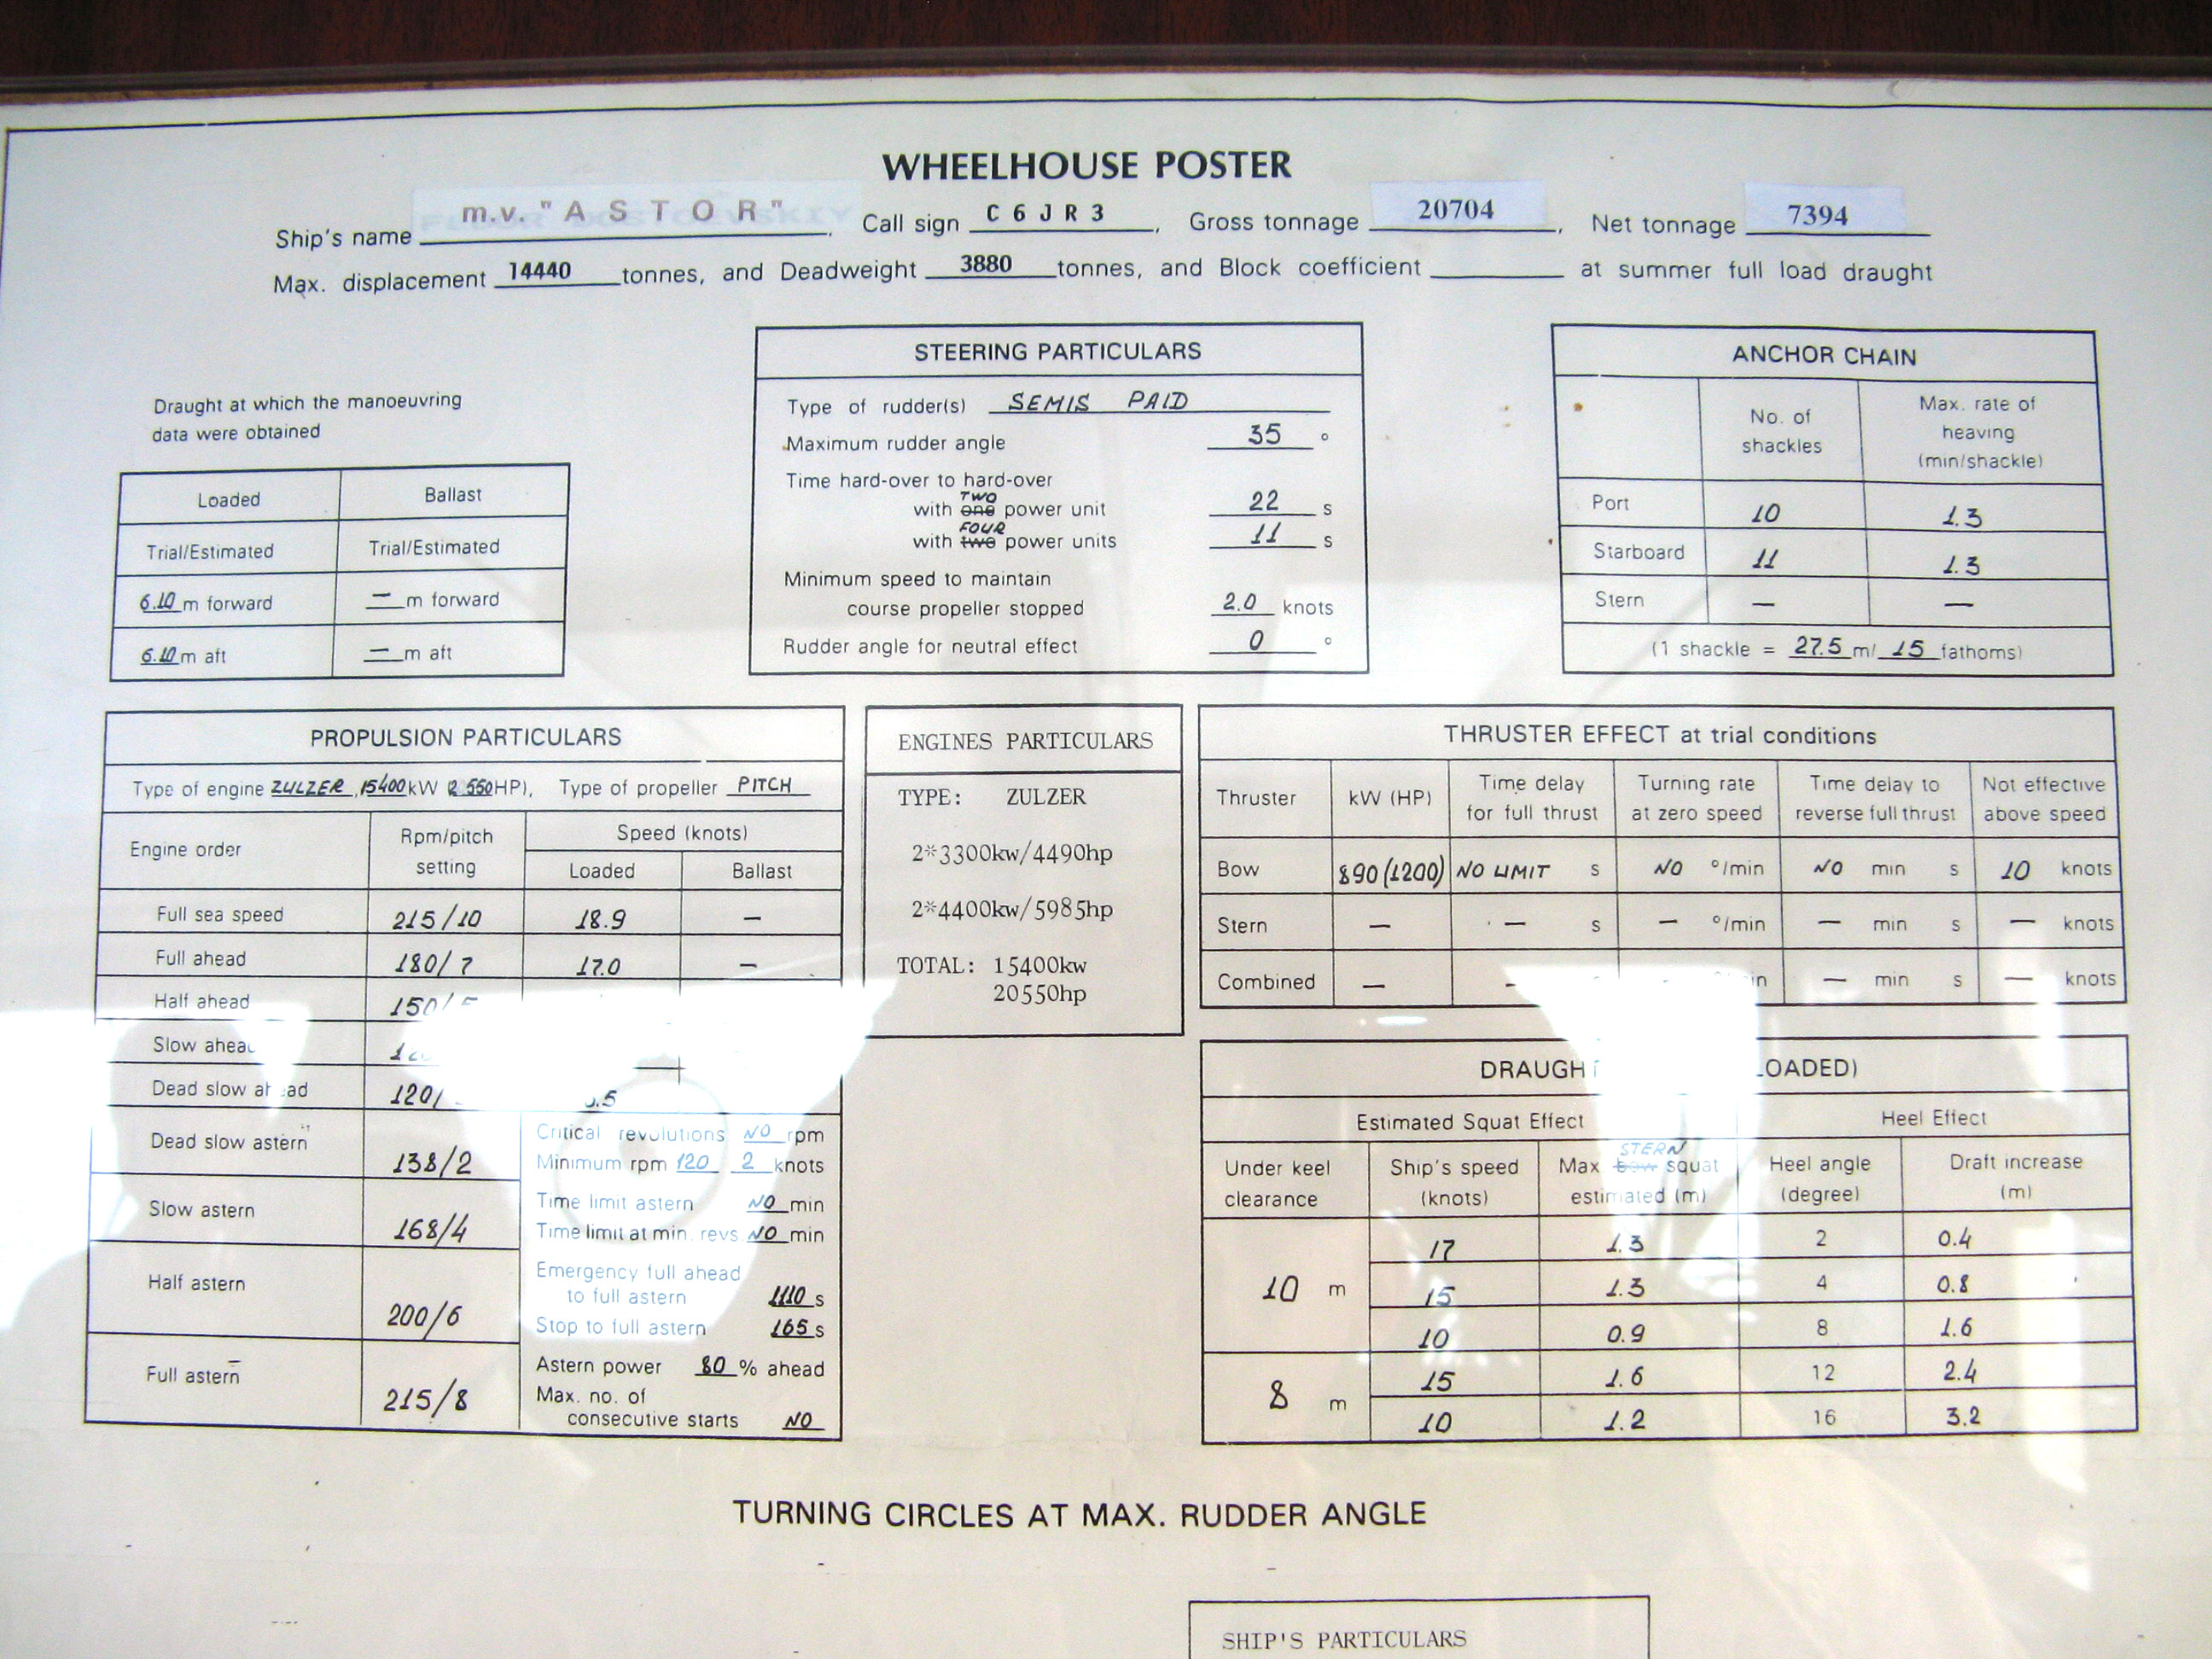 WHEELHOUSE POSTER
Ship's name m.v. "ASTOR", Call sign C6JR3, Gross tonnage 20704, Net tonnage 7394
Max. displacement 14440 tonnes, and Deadweight 3880 tonnes, and Block coefficient at summer full load draught
Draught at which the manoeuvring
data were obtained
Loaded Ballast
Trial/Estimated Trial/Estimated
6.10 m forward — m forward
6.10 m aft — m aft
STEERING PARTICULARS
Type of rudder(s) SEMIS PAID
Maximum rudder angle 35 °
Time hard-over to hard-over
TWO
with one power unit 22 s
FOUR
with two power units 11 s
Minimum speed to maintain
course propeller stopped 2.0 knots
Rudder angle for neutral effect 0 °
ANCHOR CHAIN
No. of shackles Max. rate of heaving (min/shackle)
Port 10 1.3
Starboard 11 1.3
Stern — —
(1 shackle = 27.5 m/ 15 fathoms)
PROPULSION PARTICULARS
Type of engine ZULZER, 15400 kW (2 550 HP), Type of propeller PITCH
Engine order Rpm/pitch setting Speed (knots)
Loaded Ballast
Full sea speed 215/10 18.9 —
Full ahead 180/7 17.0 —
Half ahead 150/
Slow
Dead slow 120/
Dead slow astern 138/2
Slow astern 168/4
Half astern 200/6
Full astern 215/8
Critical revolutions NO rpm
Minimum rpm 120 2 knots
Time limit astern NO min
Time limit at min. revs. NO min
Emergency full ahead
to full astern 1110 s
Stop to full astern 165 s
Astern power 80 % ahead
Max. no. of
consecutive starts NO
ENGINES PARTICULARS
TYPE: ZULZER
2*3300kw/4490hp
2*4400kw/5985hp
TOTAL: 15400kw
20550hp
THRUSTER EFFECT at trial conditions
Thruster kW (HP) Time delay for full thrust Turning rate at zero speed Time delay to reverse full thrust Not effective above speed
Bow 890(1200) NO LIMIT s NO °/min NO min s 10 knots
Stern — — s — °/min — min s — knots
Combined — — — min s — knots
Estimated Squat Effect Heel Effect
STERN
Under keel clearance Ship's speed (knots) Max bow squat estimated (m) Heel angle (degree) Draft increase (m)
10 m 17 1.3 2 0.4
15 1.3 4 0.8
10 0.9 8 1.6
8 m 15 1.6 12 2.4
10 1.2 16 3.2
TURNING CIRCLES AT MAX. RUDDER ANGLE
SHIP'S PARTICULARS